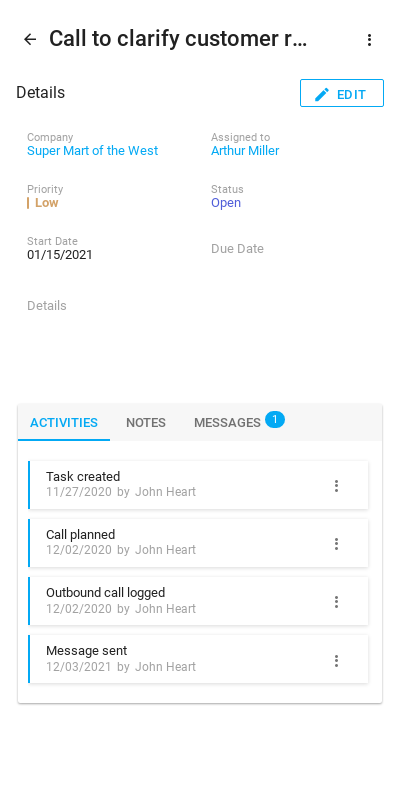 Call to clarify customer r...
Details
EDIT
Company
Super Mart of the West
Assigned to
Arthur Miller
Priority
Low
Status
Open
Start Date
01/15/2021
Due Date
Details
ACTIVITIES
NOTES
MESSAGES 1
Task created
11/27/2020 by John Heart
Call planned
12/02/2020 by John Heart
Outbound call logged
12/02/2020 by John Heart
Message sent
12/03/2021 by John Heart